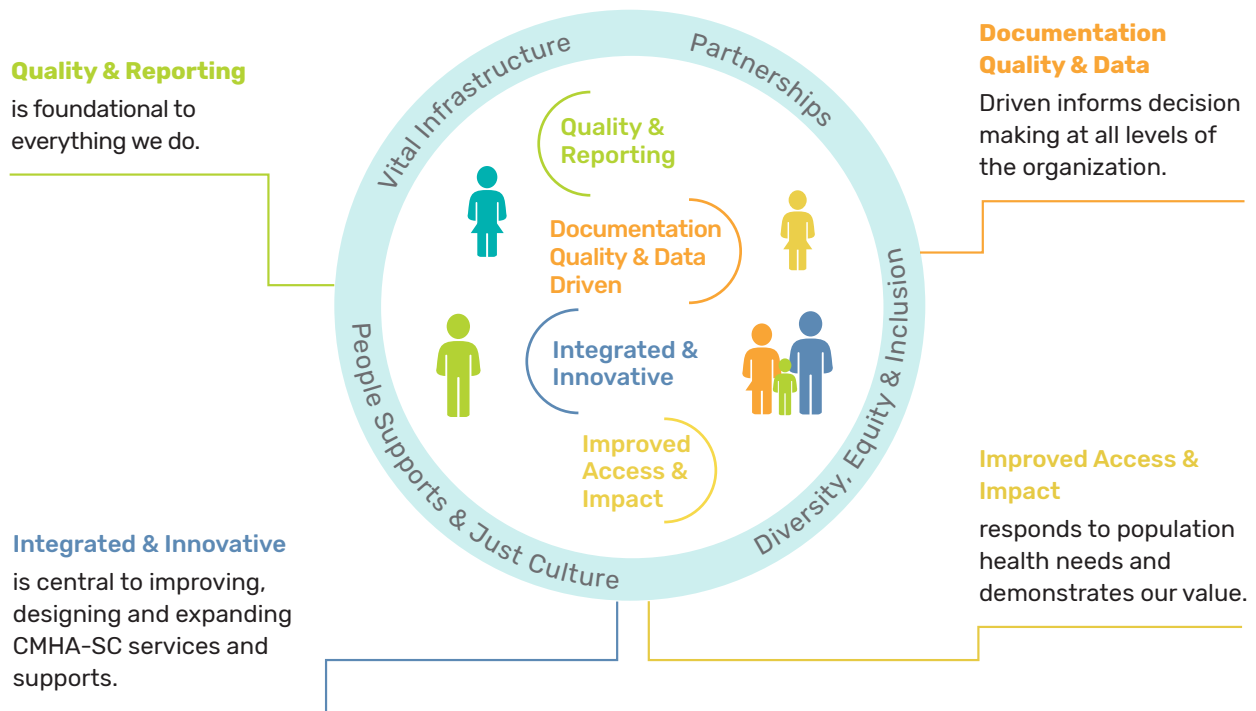 Quality & Reporting
is foundational to
everything we do.
Vital Infrastructure
Partnerships
Diversity, Equity & Inclusion
People Supports & Just Culture
Quality &
Reporting
Documentation
Quality & Data
Driven
Integrated &
Innovative
Improved
Access &
Impact
Documentation
Quality & Data
Driven informs decision
making at all levels of
the organization.
Integrated & Innovative
is central to improving,
designing and expanding
CMHA-SC services and
supports.
Improved Access &
Impact
responds to population
health needs and
demonstrates our value.